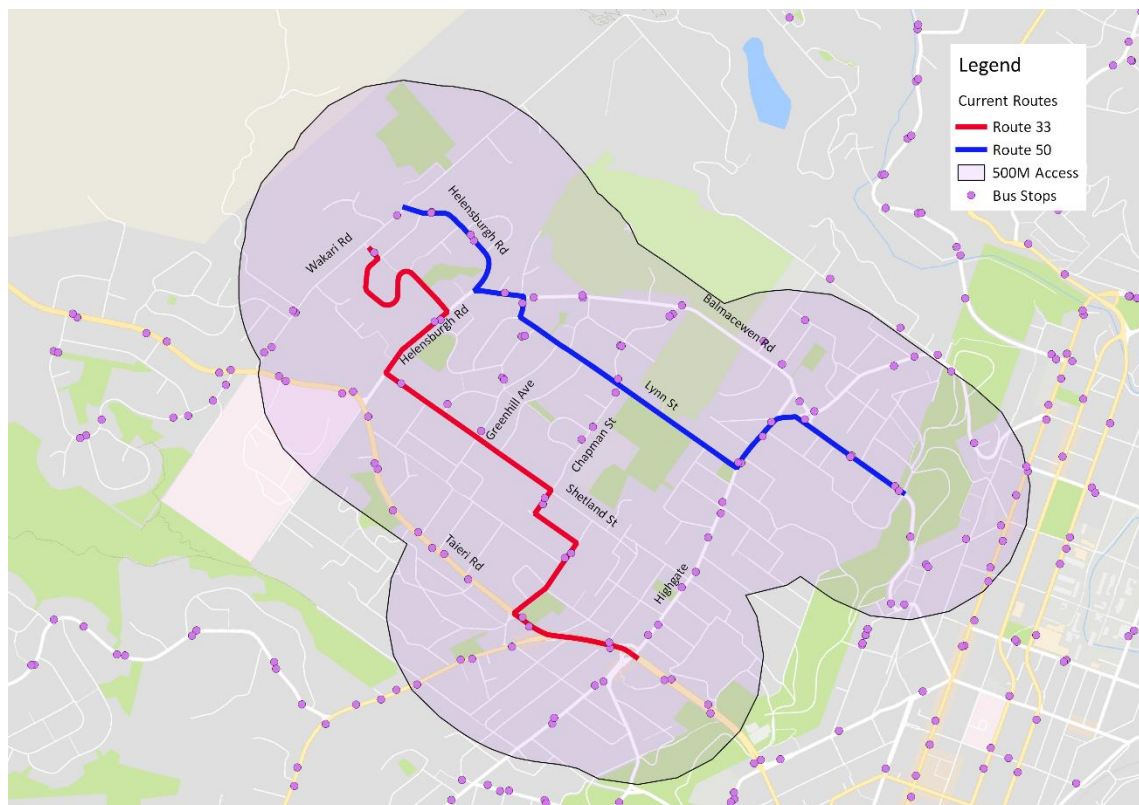 Legend
Current Routes
Route 33
Route 50
500M Access
Bus Stops
Helensburgh Rd
Wakari Rd
Helensburgh Rd
Balmacewen Rd
Lynn St
Greenhill Ave
Chapman St
Shetland St
Taieri Rd
Highgate